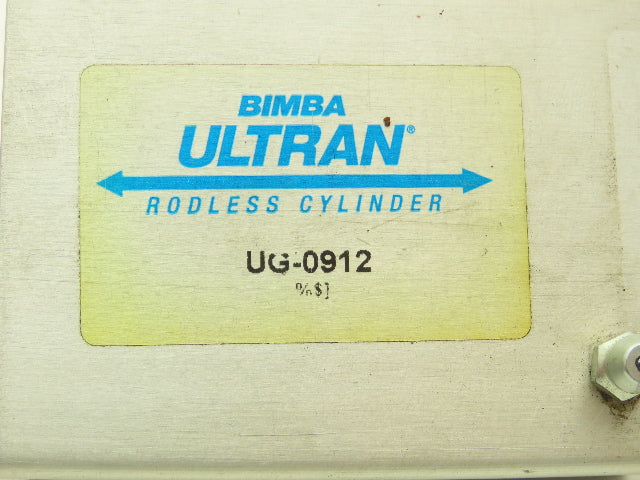 BIMBA
ULTRAN®
RODLESS CYLINDER
UG-0912
%$]